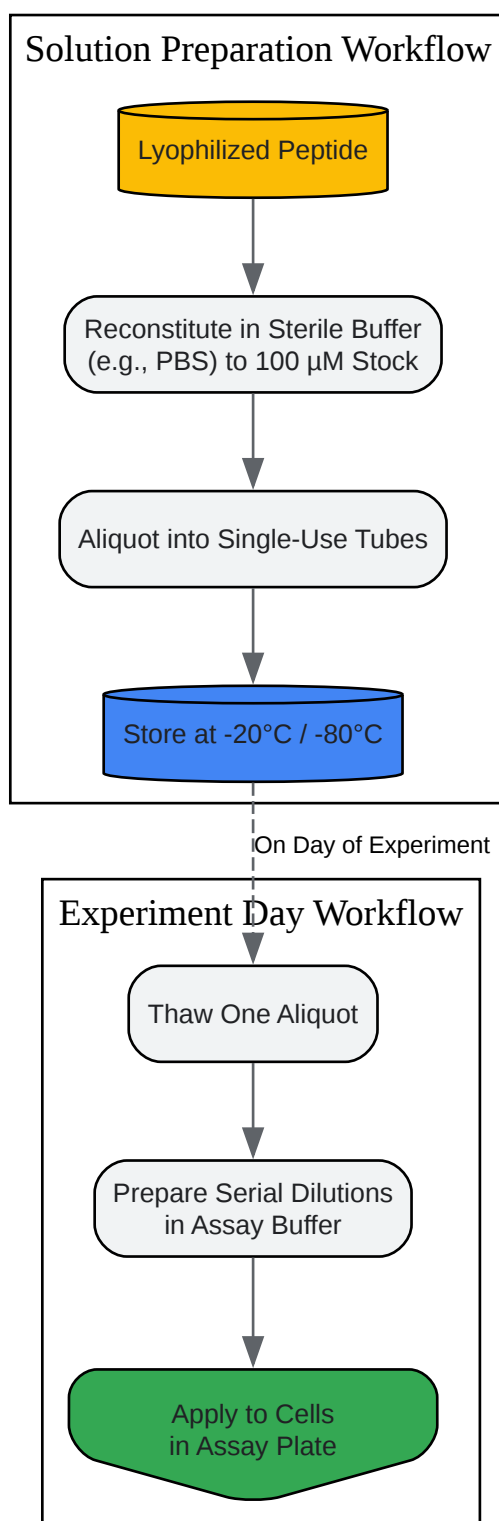 Solution Preparation Workflow
Lyophilized Peptide
Reconstitute in Sterile Buffer
(e.g., PBS) to 100 µM Stock
Aliquot into Single-Use Tubes
Store at -20°C / -80°C
On Day of Experiment
Experiment Day Workflow
Thaw One Aliquot
Prepare Serial Dilutions
in Assay Buffer
Apply to Cells
in Assay Plate